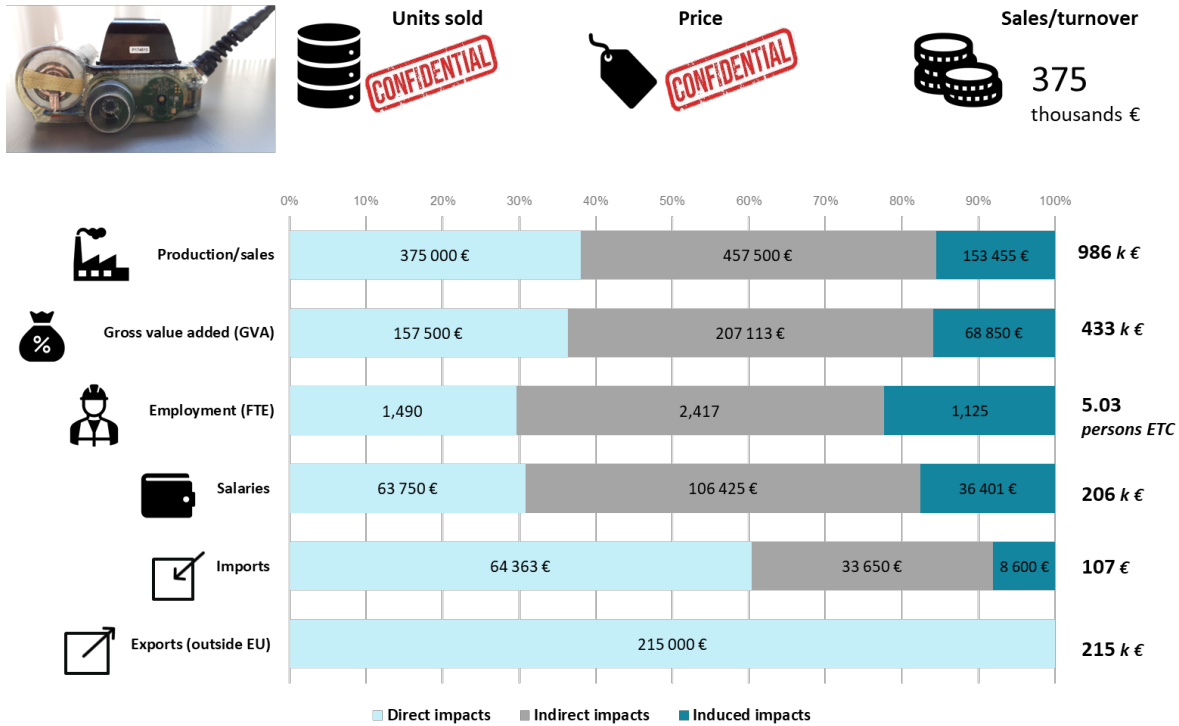 Units sold
CONFIDENTIAL
Price
CONFIDENTIAL
Sales/turnover
375
thousands €
0% 10% 20% 30% 40% 50% 60% 70% 80% 90% 100%
Production/sales 375 000 € 457 500 € 153 455 € 986 k €
% Gross value added (GVA) 157 500 € 207 113 € 68 850 € 433 k €
Employment (FTE) 1,490 2,417 1,125 5.03
persons ETC
Salaries 63 750 € 106 425 € 36 401 € 206 k €
Imports 64 363 € 33 650 € 8 600 € 107 €
Exports (outside EU) 215 000 € 215 k €
Direct impacts Indirect impacts Induced impacts